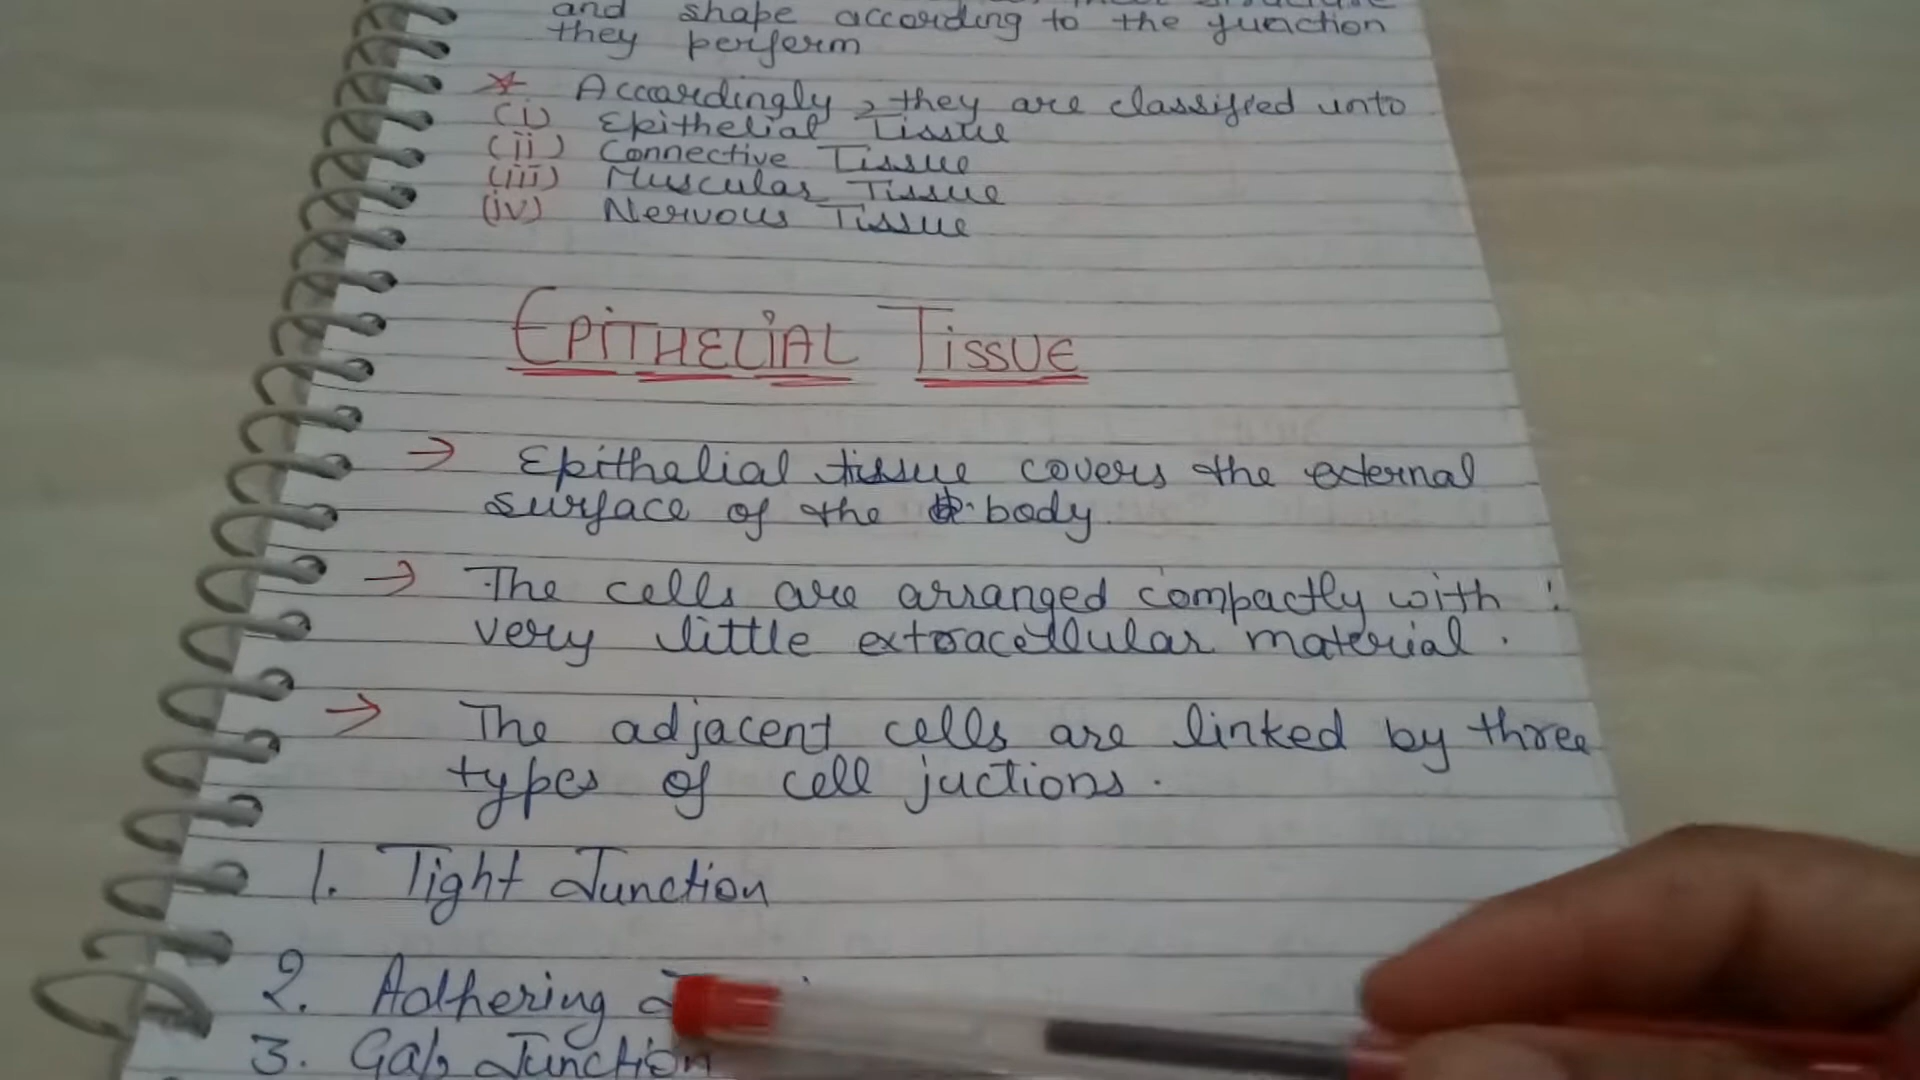 and shape according to the function
they perform
* Accordingly, they are classified into
(i) Epithelial Tissue
(ii) Connective Tissue
(iii) Muscular Tissue
(iv) Nervous Tissue
EPITHELIAL TISSUE
→ Epithelial tissue covers the external
surface of the body.
→ The cells are arranged compactly with
very little extracellular material.
→ The adjacent cells are linked by three
types of cell juctions.
1. Tight Junction
2. Adhering
3. Gap Junction